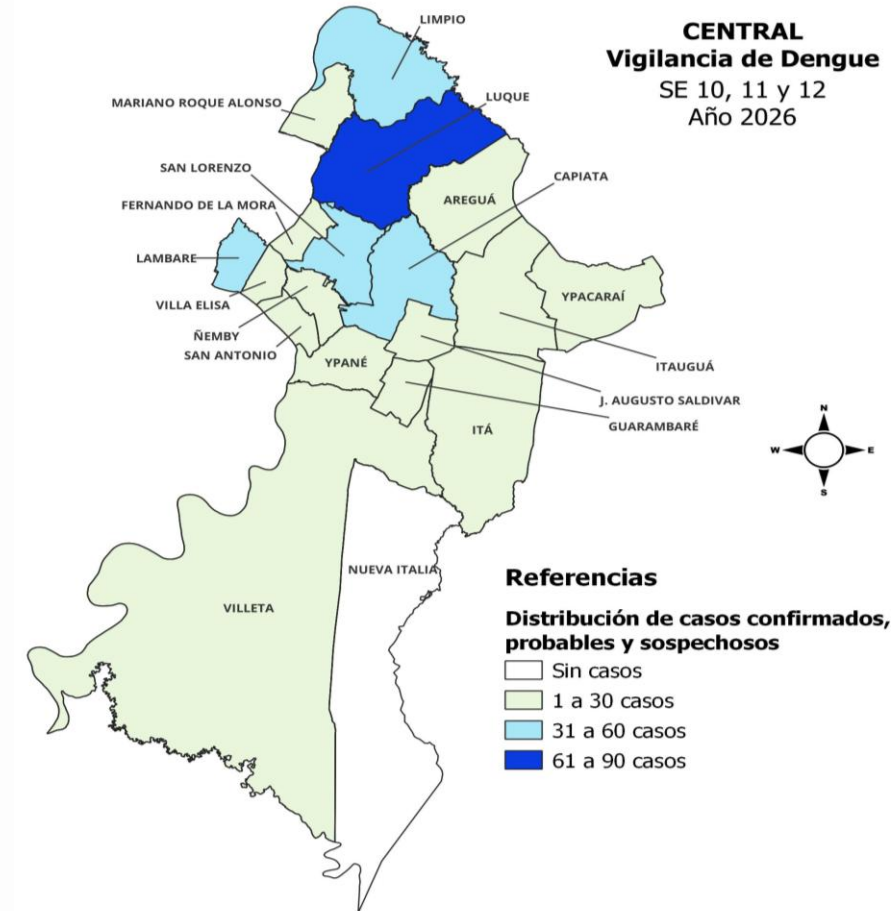 CENTRAL
Vigilancia de Dengue
SE 10, 11 y 12
Año 2026
LIMPIO
MARIANO ROQUE ALONSO
LUQUE
SAN LORENZO
CAPIATA
FERNANDO DE LA MORA
AREGUÁ
LAMBARE
YPACARAÍ
VILLA ELISA
ÑEMBY
SAN ANTONIO
YPANÉ
ITAUGUÁ
J. AUGUSTO SALDIVAR
GUARAMBARÉ
ITÁ
N
W
E
S
NUEVA ITALIA
VILLETA
Referencias
Distribución de casos confirmados,
probables y sospechosos
Sin casos
1 a 30 casos
31 a 60 casos
61 a 90 casos